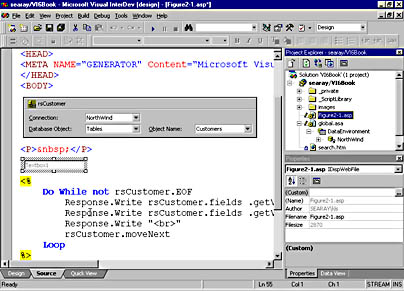 searay/VI6Book - Microsoft Visual InterDev [design] - [Figure2-1.asp*]
File Edit View Project Build Debug
Tools Window Help
Design
<HEAD>
<META NAME="GENERATOR" Content="Microsoft Visu
</HEAD>
<BODY>
rsCustomer
Connection: NorthWind
Database Object: Tables Object Name: Customers
<P>&nbsp;</P>
Textbox1
<%
Do While not rsCustomer.EOF
Response.Write rsCustomer.fields .getV
Response.Write rsCustomer.fields .getV
Response.Write "<br>"
rsCustomer.moveNext
Loop
%>
Design Source Quick View
Project Explorer - searay/VI6Book
Solution 'VI6Book' (1 project)
searay/VI6Book
_private
_ScriptLibrary
images
Figure2-1.asp
global.asa
DataEnvironment
NorthWind
search.htm
Properties
Figure2-1.asp IDispWebFile
(Custom)
(Name) Figure2-1.asp
Author
Filename Figure2-1.asp
Filesize 2870
(Custom)
Properties Data View
Ready Ln 55 Col 1 Ch 1 STREAM INS